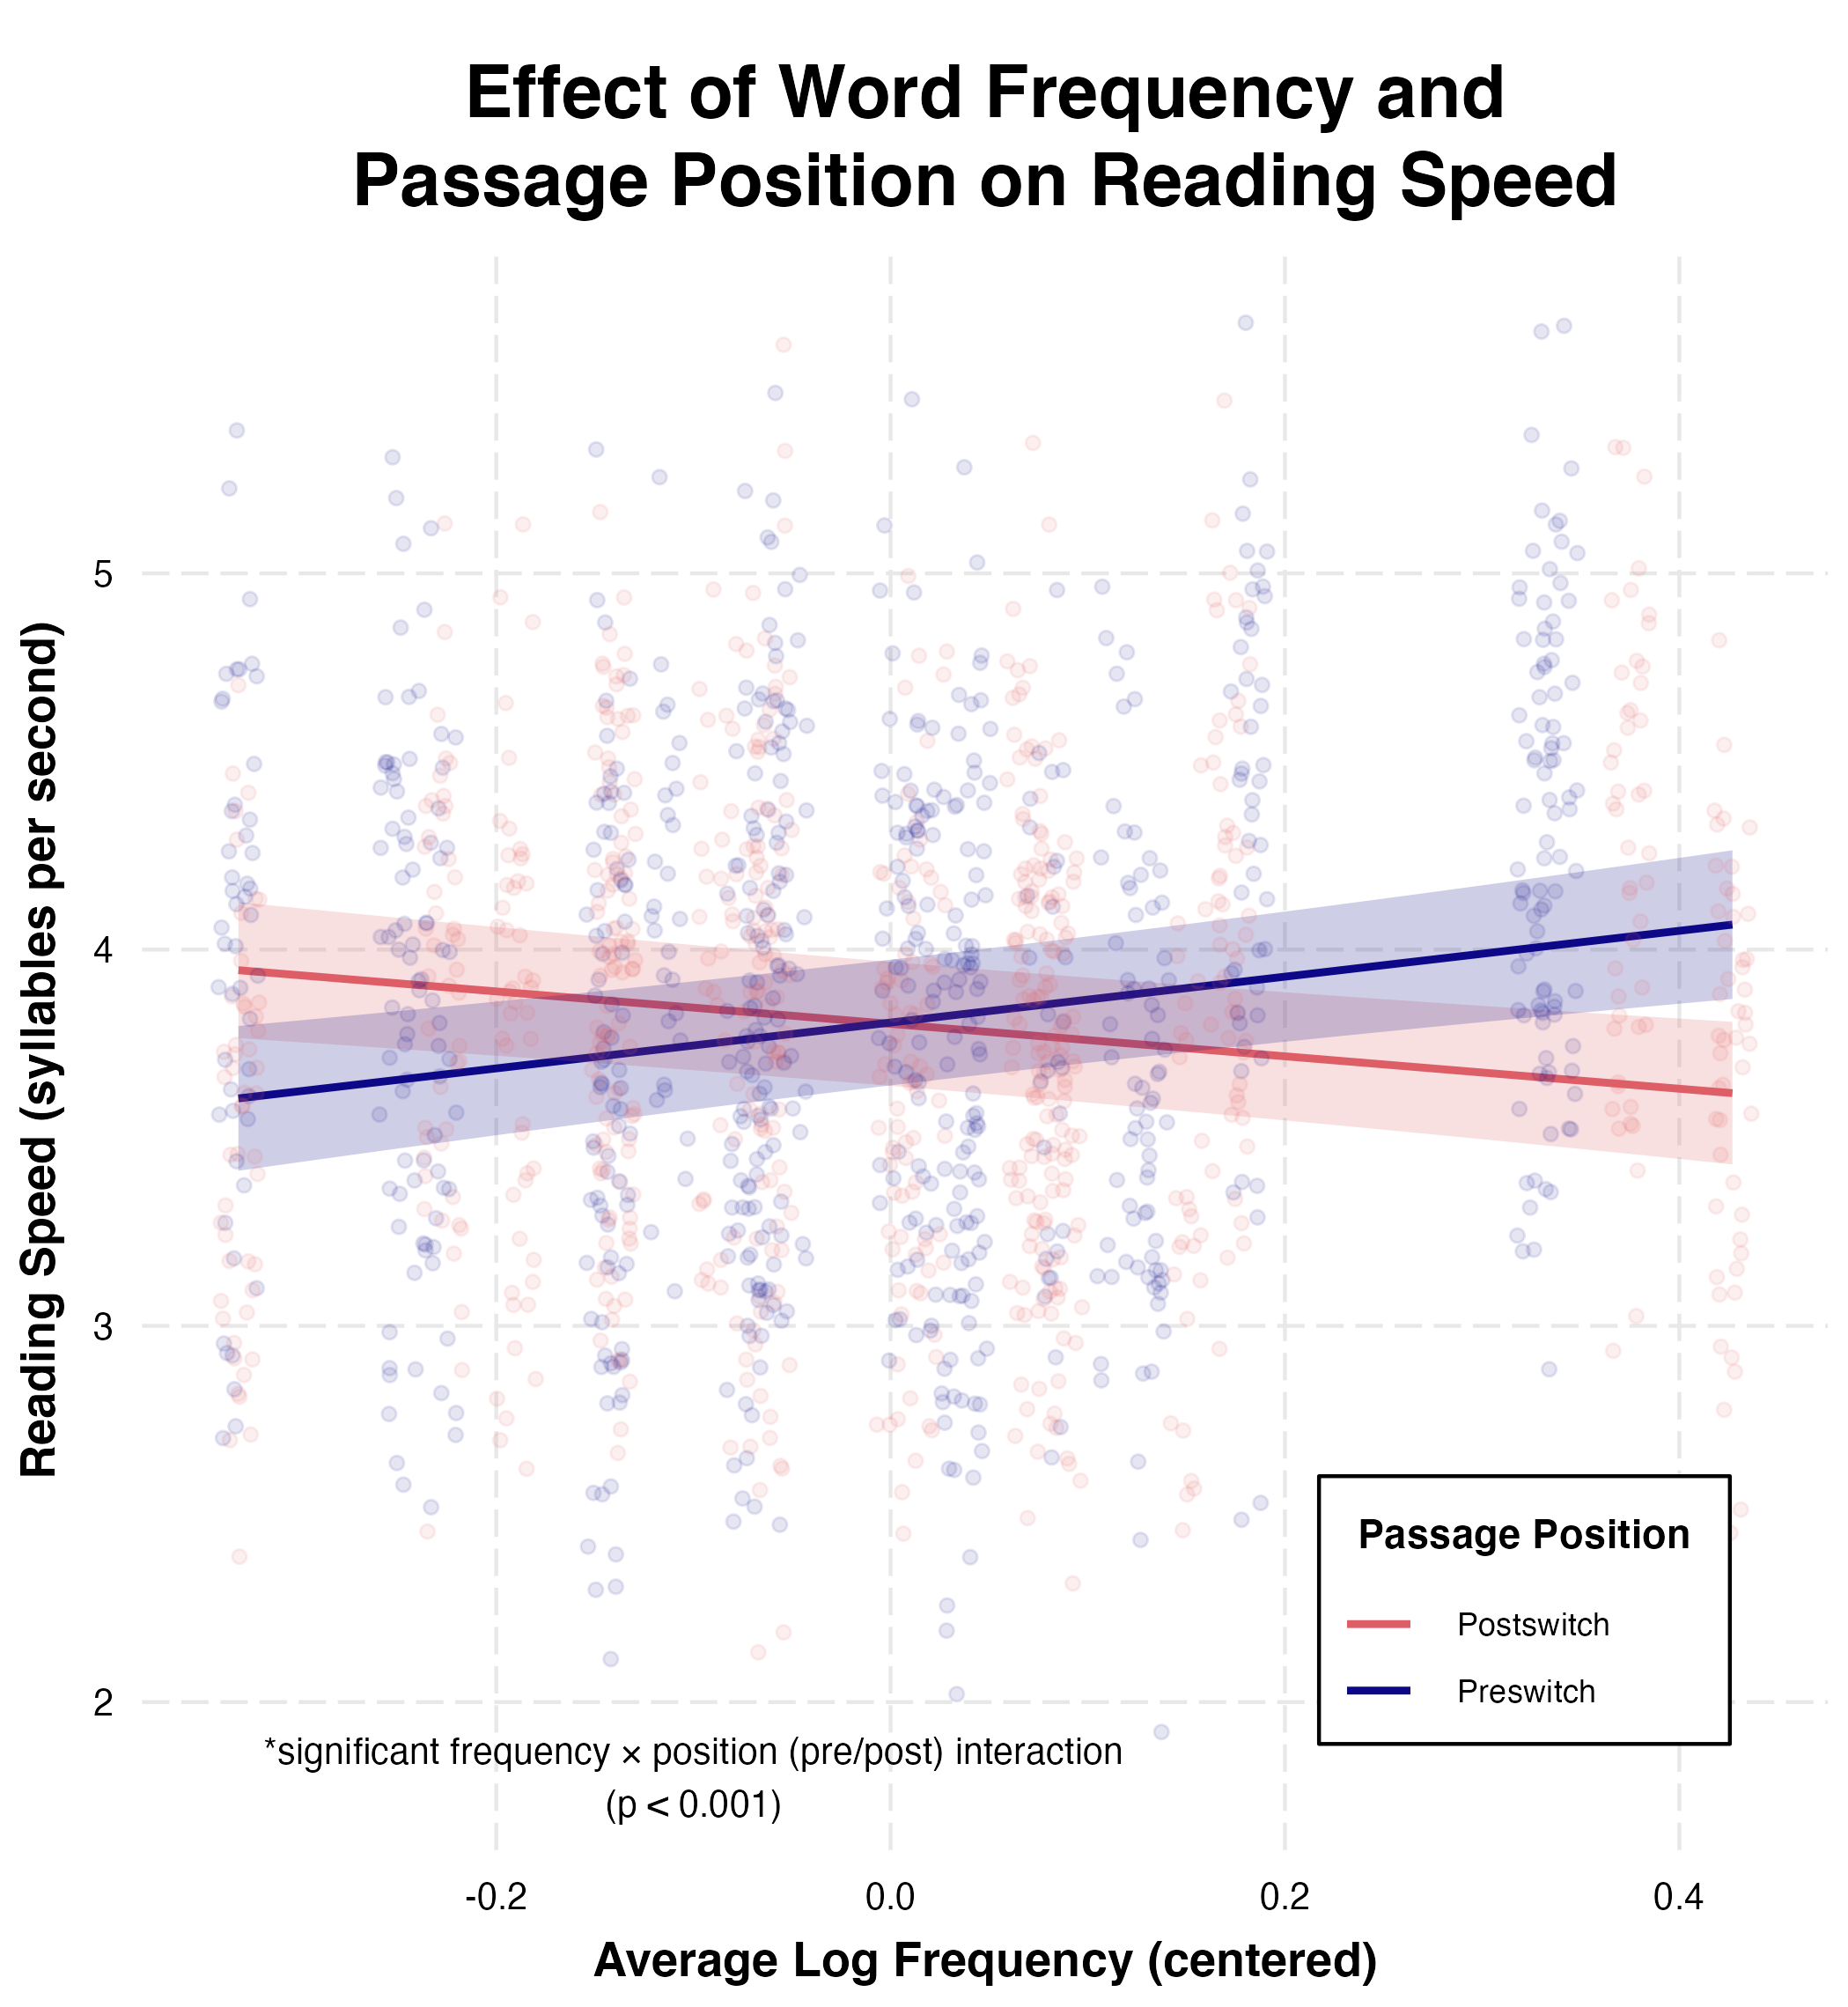 Effect of Word Frequency and
Passage Position on Reading Speed
Reading Speed (syllables per second)
5
4
3
2
Passage Position
Postswitch
Preswitch
*significant frequency × position (pre/post) interaction
(p < 0.001)
-0.2
0.0
0.2
0.4
Average Log Frequency (centered)